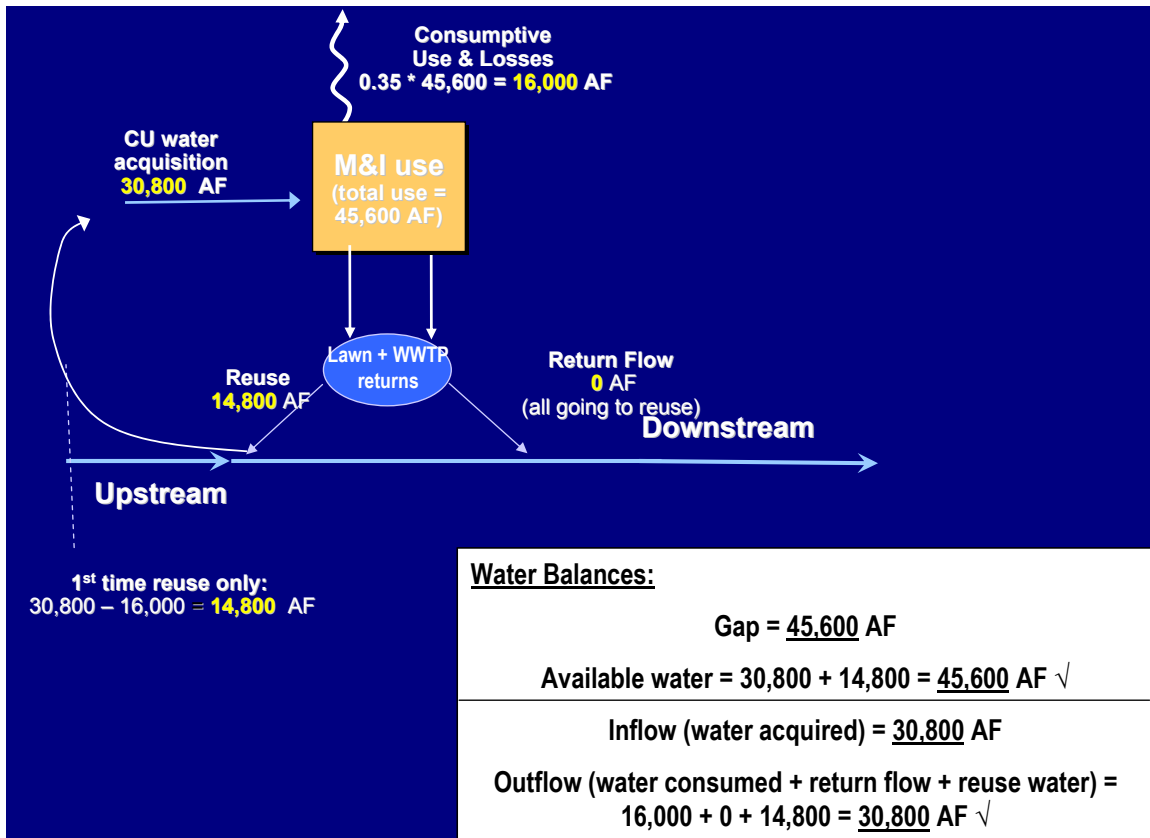 Consumptive
Use & Losses
0.35 * 45,600 = 16,000 AF
CU water
acquisition
30,800 AF
M&I use
(total use =
45,600 AF)
Lawn + WWTP
returns
Reuse
14,800 AF
Return Flow
0 AF
(all going to reuse)
Downstream
Upstream
1st time reuse only:
30,800 – 16,000 = 14,800 AF
Water Balances:
Gap = 45,600 AF
Available water = 30,800 + 14,800 = 45,600 AF √
Inflow (water acquired) = 30,800 AF
Outflow (water consumed + return flow + reuse water) =
16,000 + 0 + 14,800 = 30,800 AF √